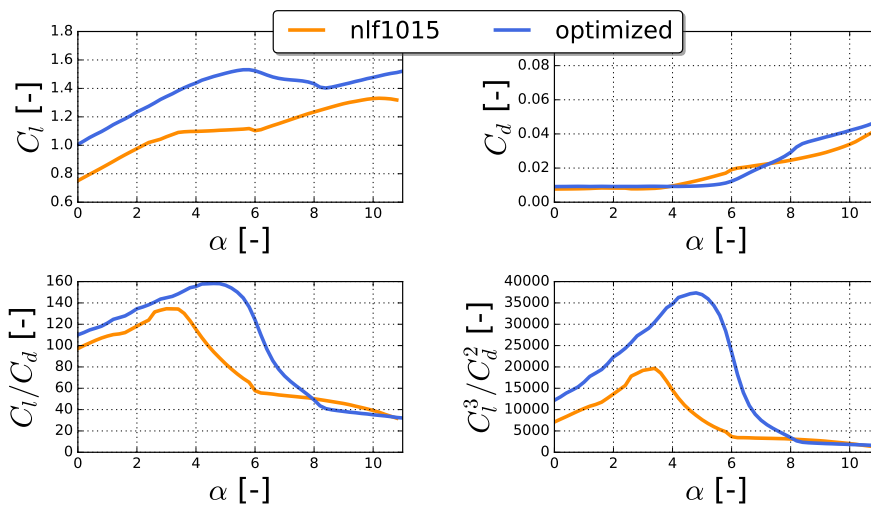 nlf1015 optimized
1.8
1.6
1.4
1.2
1.0
0.8
0.6
0 2 4 6 8 10
C_l [-]
α [-]
0.08
0.06
0.04
0.02
0.00
0 2 4 6 8 10
C_d [-]
α [-]
160
140
120
100
80
60
40
20
0
0 2 4 6 8 10
C_l/C_d [-]
α [-]
40000
35000
30000
25000
20000
15000
10000
5000
0
0 2 4 6 8 10
C_l^3/C_d^2 [-]
α [-]